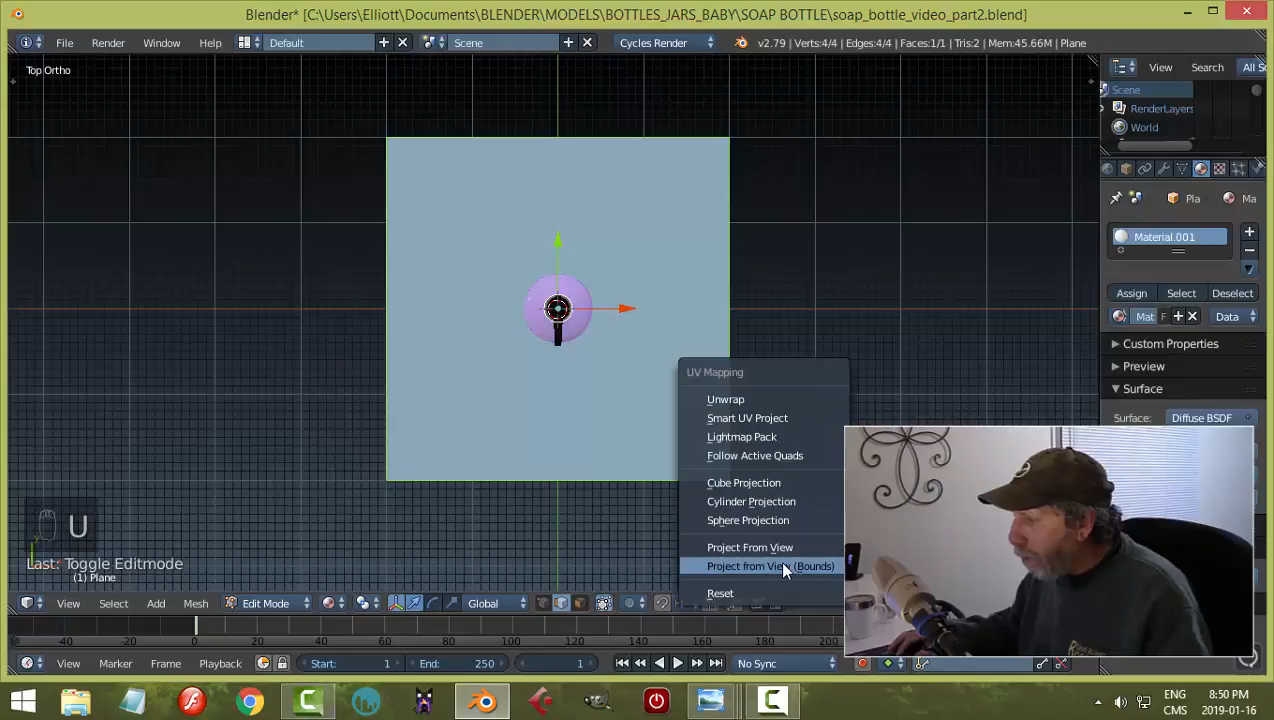 Blender* [C:\Users\Elliott\Documents\BLENDER\MODELS\BOTTLES_JARS_BABY\SOAP BOTTLE\soap_bottle_video_part2.blend]
File Render Window Help Default Scene Cycles Render v2.79 | Verts:4/4 | Edges:4/4 | Faces:1/1 | Tris:2 | Mem:45.66M | Plane
View Search All S
Top Ortho
Scene
RenderLayers
World
Pla Ma
Material.001
Assign Select Deselect
Mat F Data
Custom Properties
Preview
Surface
Surface: Diffuse BSDF
UV Mapping
Unwrap
Smart UV Project
Lightmap Pack
Follow Active Quads
Cube Projection
Cylinder Projection
Sphere Projection
Project From View
Project from View (Bounds)
Reset
U
Last: Toggle Editmode
(1) Plane
View Select Add Mesh Edit Mode Global
-40 -20 0 20 40 60 80 100 120 140 160 180 200
View Marker Frame Playback Start: 1 End: 250 1 No Sync
ENG 8:50 PM
CMS 2019-01-16